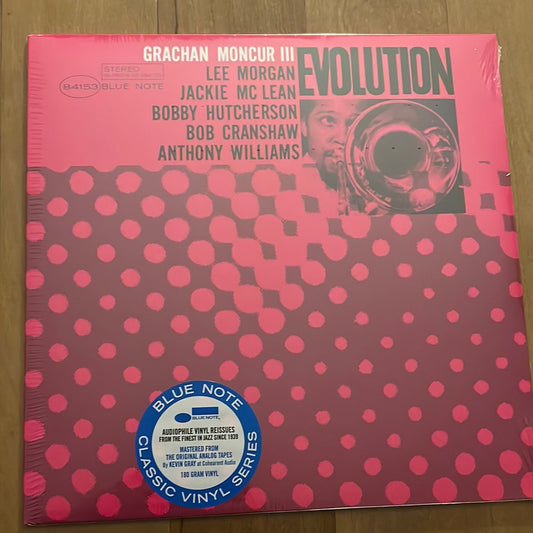 GRACHAN MONCUR III
EVOLUTION
STEREO
84153 BLUE NOTE
LEE MORGAN
JACKIE MC LEAN
BOBBY HUTCHERSON
BOB CRANSHAW
ANTHONY WILLIAMS
BLUE NOTE
BLUE NOTE
AUDIOPHILE VINYL REISSUES
FROM THE FINEST IN JAZZ SINCE 1939
MASTERED FROM
THE ORIGINAL ANALOG TAPES
By KEVIN GRAY at Cohearent Audio
180 GRAM VINYL
CLASSIC VINYL SERIES